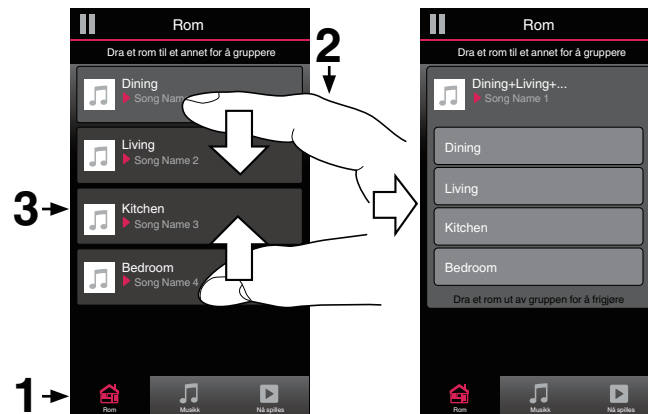 Rom
Dra et rom til et annet for å gruppere
2
Dining
Song Nam
Living
Song Name 2
3
Kitchen
Song Name 3
Bedroom
Song Name 4
1
Rom
Musikk
Nå spilles
Rom
Dra et rom til et annet for å gruppere
Dining+Living+...
Song Name 1
Dining
Living
Kitchen
Bedroom
Dra et rom ut av gruppen for å frigjøre
Rom
Musikk
Nå spilles